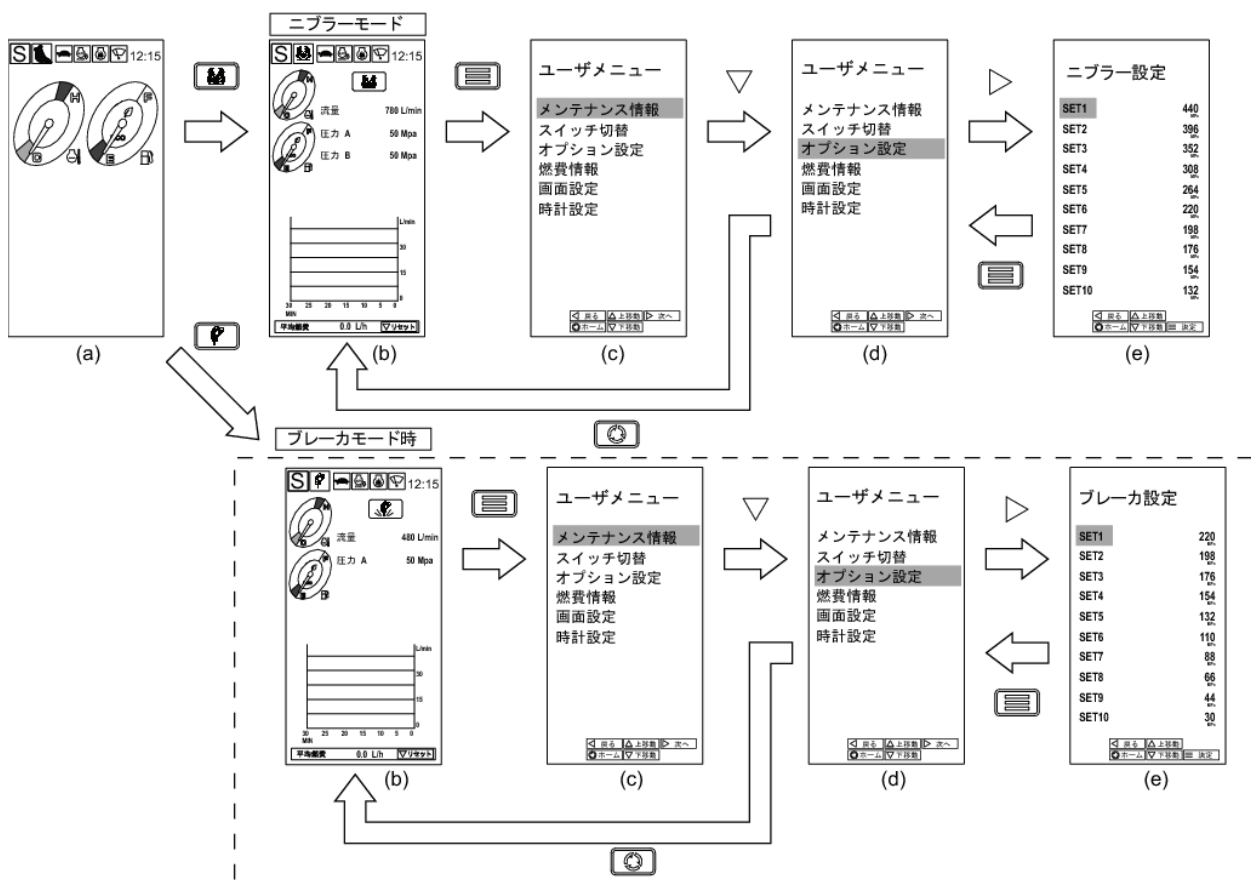 ニブラーモード
S 12:15
H
C
F
E
(a)
S 12:15
H
C
流量 780 L/min
F
E
圧力 A 50 Mpa
圧力 B 50 Mpa
L/min
30
15
0
30 25 20 15 10 5 0
MIN
平均燃費 0.0 L/h ▽リセット
(b)
ユーザメニュー
メンテナンス情報
スイッチ切替
オプション設定
燃費情報
画面設定
時計設定
◁ 戻る △上移動 ▷ 次へ
ホーム ▽下移動
(c)
ユーザメニュー
メンテナンス情報
スイッチ切替
オプション設定
燃費情報
画面設定
時計設定
◁ 戻る △上移動 ▷ 次へ
ホーム ▽下移動
(d)
ニブラー設定
SET1 440
SET2 396
SET3 352
SET4 308
SET5 264
SET6 220
SET7 198
SET8 176
SET9 154
SET10 132
◁ 戻る △上移動
ホーム ▽下移動 決定
(e)
ブレーカモード時
S 12:15
H
C
流量 480 L/min
F
E
圧力 A 50 Mpa
L/min
30
15
0
30 25 20 15 10 5 0
MIN
平均燃費 0.0 L/h ▽リセット
(b)
ユーザメニュー
メンテナンス情報
スイッチ切替
オプション設定
燃費情報
画面設定
時計設定
◁ 戻る △上移動 ▷ 次へ
ホーム ▽下移動
(c)
ユーザメニュー
メンテナンス情報
スイッチ切替
オプション設定
燃費情報
画面設定
時計設定
◁ 戻る △上移動 ▷ 次へ
ホーム ▽下移動
(d)
ブレーカ設定
SET1 220
SET2 198
SET3 176
SET4 154
SET5 132
SET6 110
SET7 88
SET8 66
SET9 44
SET10 30
◁ 戻る △上移動
ホーム ▽下移動 決定
(e)